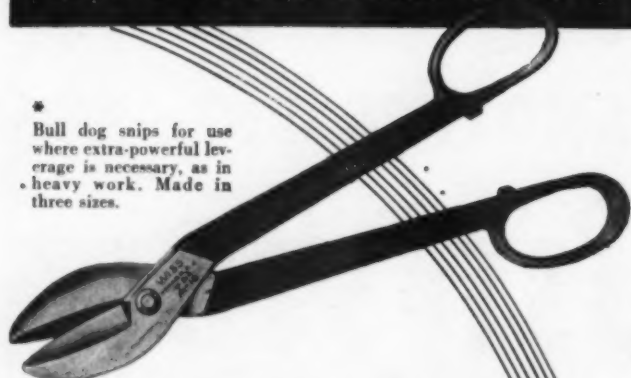 Bull dog snips for use
where extra-powerful lev-
erage is necessary, as in
heavy work. Made in
three sizes.
WISS